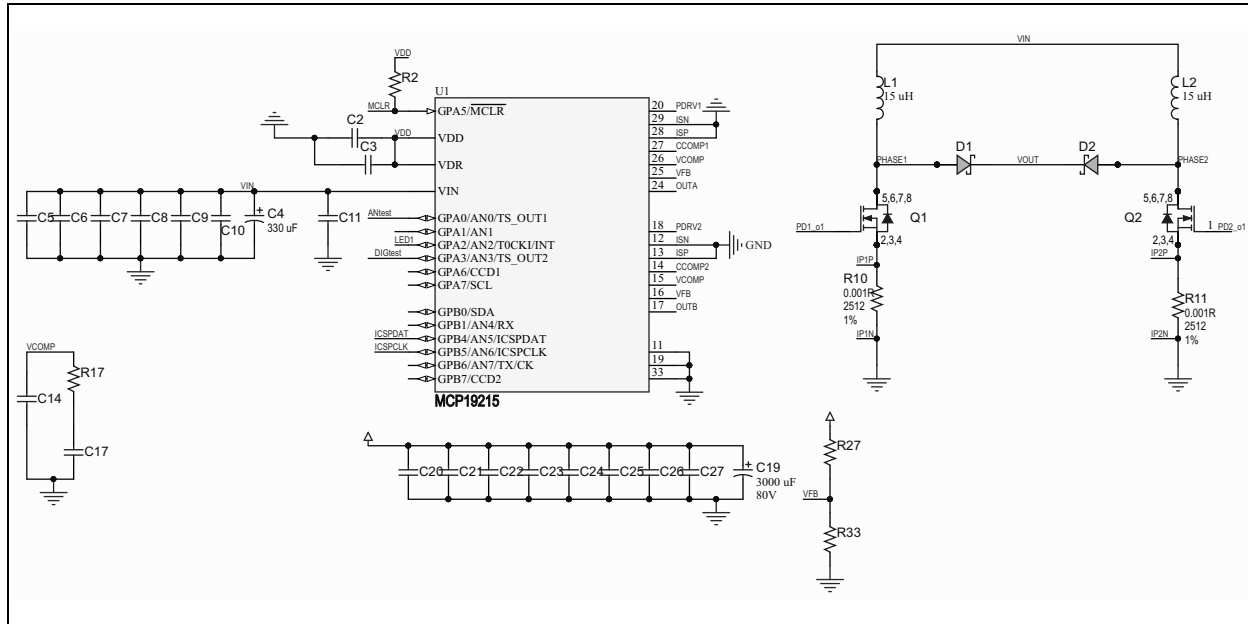 VDD
R2
U1
MCLR
GPA5/MCLR
C2
VDD
VDD
C3
VDR
VIN
VIN
C5
C6
C7
C8
C9
C10
C4
330 uF
C11
ANtest
GPA0/AN0/TS_OUT1
GPA1/AN1
LED1
GPA2/AN2/T0CKI/INT
DIGtest
GPA3/AN3/TS_OUT2
GPA6/CCD1
GPA7/SCL
GPB0/SDA
GPB1/AN4/RX
ICSPDAT
GPB4/AN5/ICSPDAT
ICSPCLK
GPB5/AN6/ICSPCLK
GPB6/AN7/TX/CK
GPB7/CCD2
MCP19215
20 PDRV1
29 ISN
28 ISP
27 CCOMP1
26 VCOMP
25 VFB
24 OUTA
18 PDRV2
12 ISN
13 ISP
GND
14 CCOMP2
15 VCOMP
16 VFB
17 OUTB
11
19
33
VIN
L1
15 uH
L2
15 uH
PHASE1
D1
VOUT
D2
PHASE2
5,6,7,8
Q1
PD1_o1
2,3,4
5,6,7,8
Q2
1
PD2_o1
2,3,4
IP1P
R10
0.001R
2512
1%
IP1N
IP2P
R11
0.001R
2512
1%
IP2N
VCOMP
R17
C14
C17
C20
C21
C22
C23
C24
C25
C26
C27
C19
3000 uF
80V
R27
VFB
R33